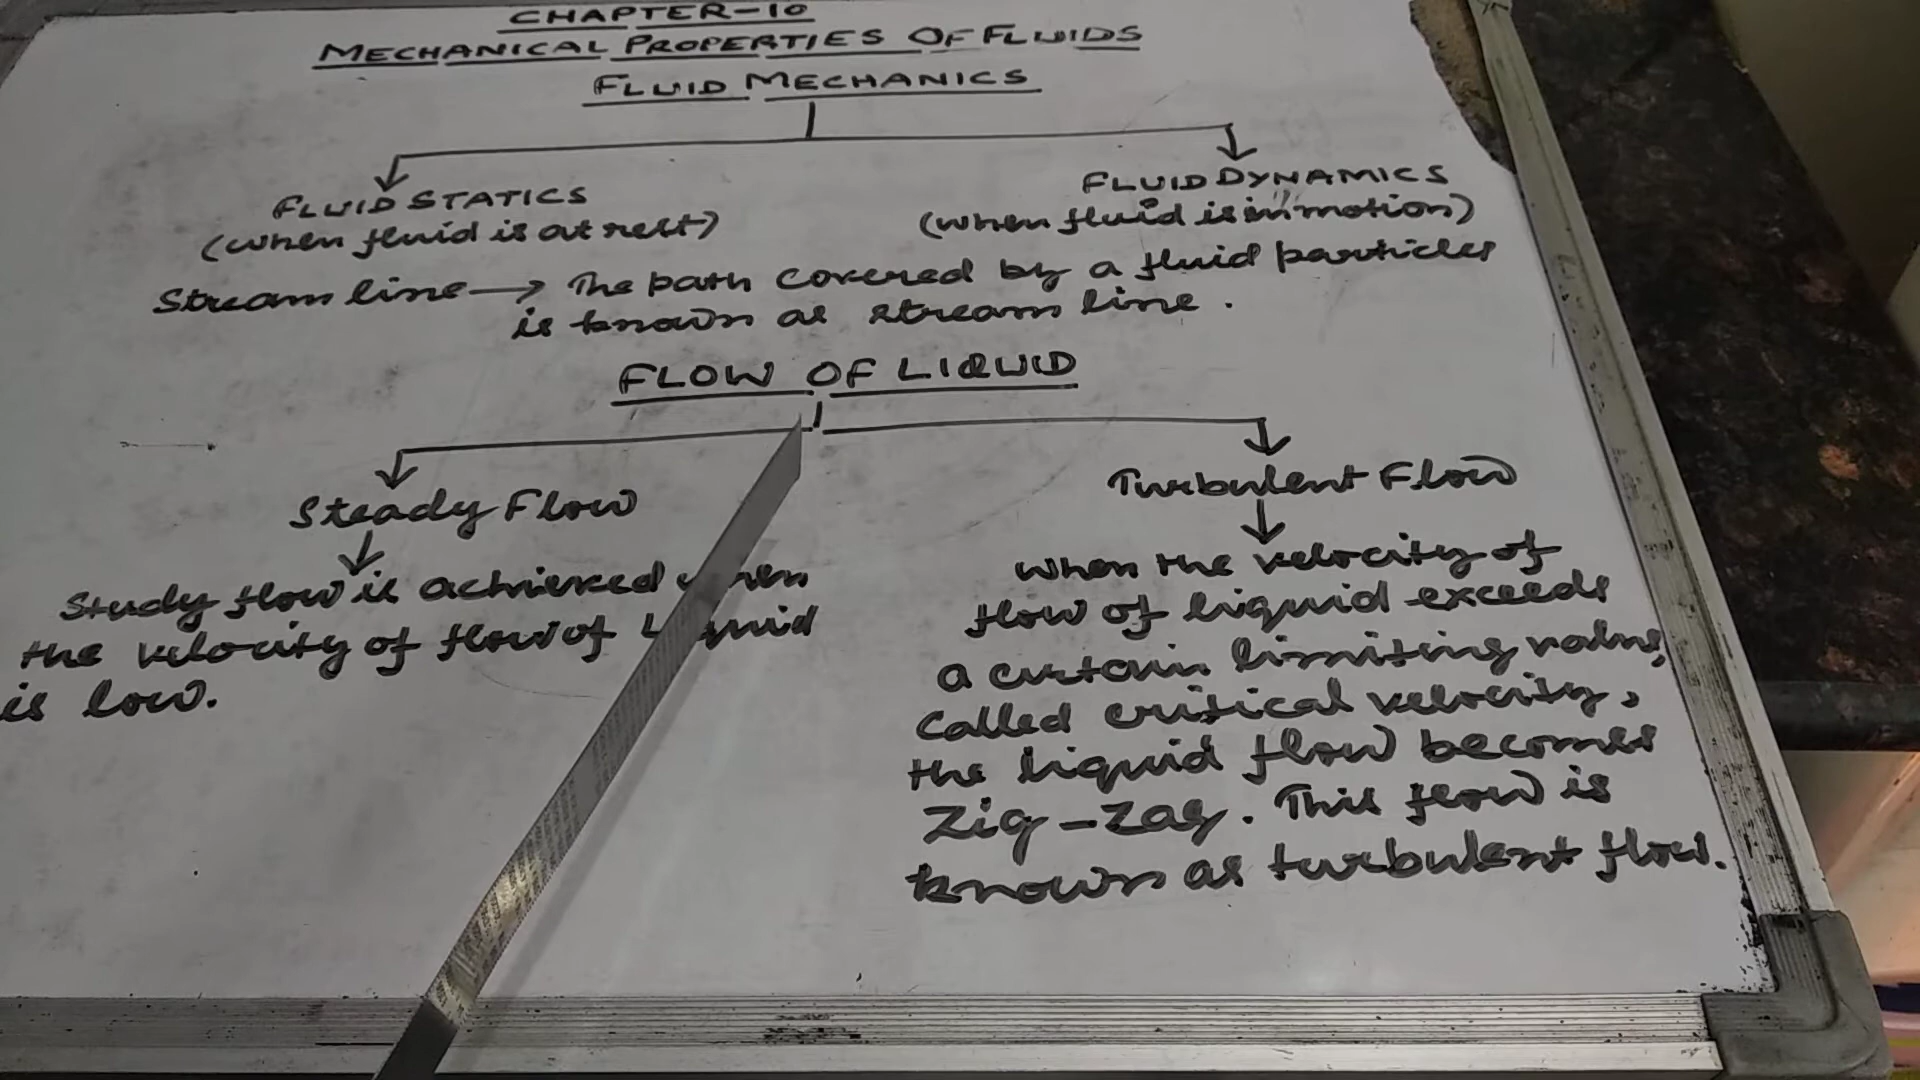 CHAPTER-10
MECHANICAL PROPERTIES OF FLUIDS
FLUID MECHANICS
FLUID STATICS
(when fluid is at rest)
FLUID DYNAMICS
(when fluid is in motion)
Stream line → The path covered by a fluid particles
is known as stream line.
FLOW OF LIQUID
Steady Flow
Study flow is achieved when
the velocity of flow of Liquid
is low.
Turbulent Flow
When the velocity of
flow of liquid exceeds
a certain limiting value,
called critical velocity,
the liquid flow becomes
Zig-Zag. This flow is
known as turbulent flow.